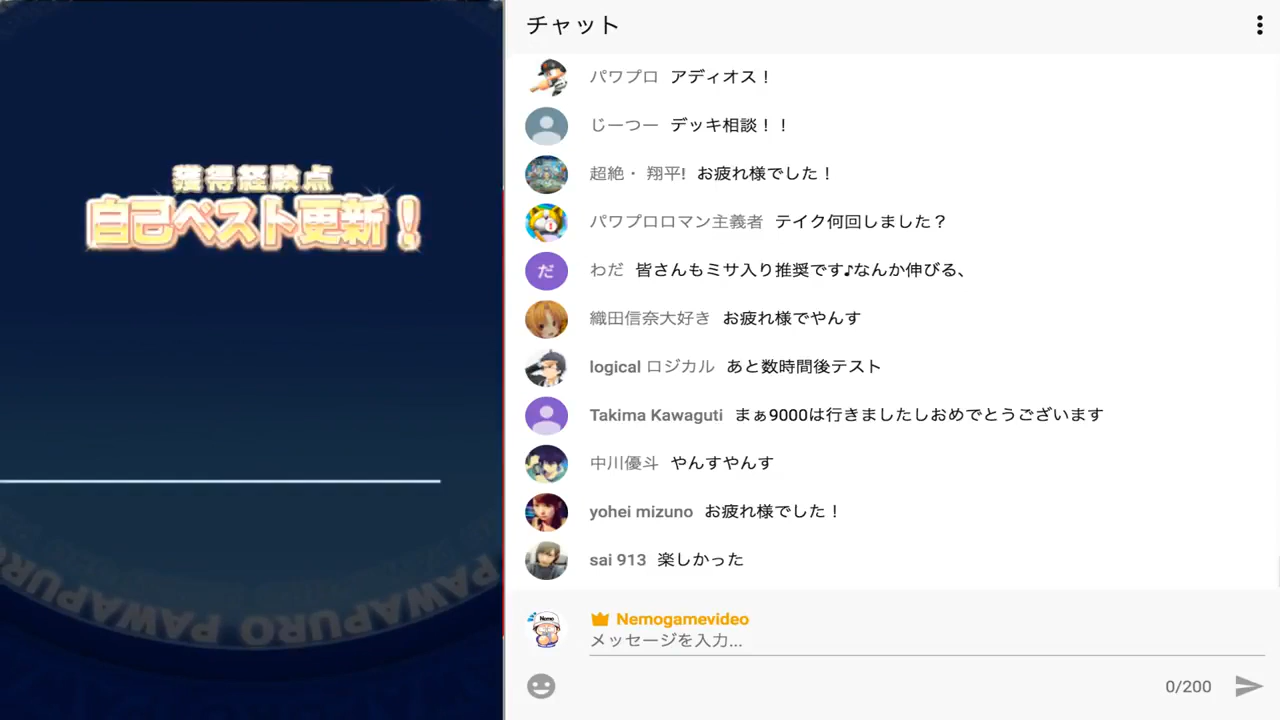 獲得経験点
自己ベスト更新！
PAWAPURO PAWAPURO
チャット
パワプロ アディオス！
じーつー デッキ相談！！
超絶・ 翔平! お疲れ様でした！
パワプロロマン主義者 テイク何回しました？
だ
わだ 皆さんもミサ入り推奨です♪なんか伸びる、
織田信奈大好き お疲れ様でやんす
logical ロジカル あと数時間後テスト
Takima Kawaguti まぁ9000は行きましたしおめでとうございます
中川優斗 やんすやんす
yohei mizuno お疲れ様でした！
sai 913 楽しかった
Nemo
Nemogamevideo
メッセージを入力...
0/200